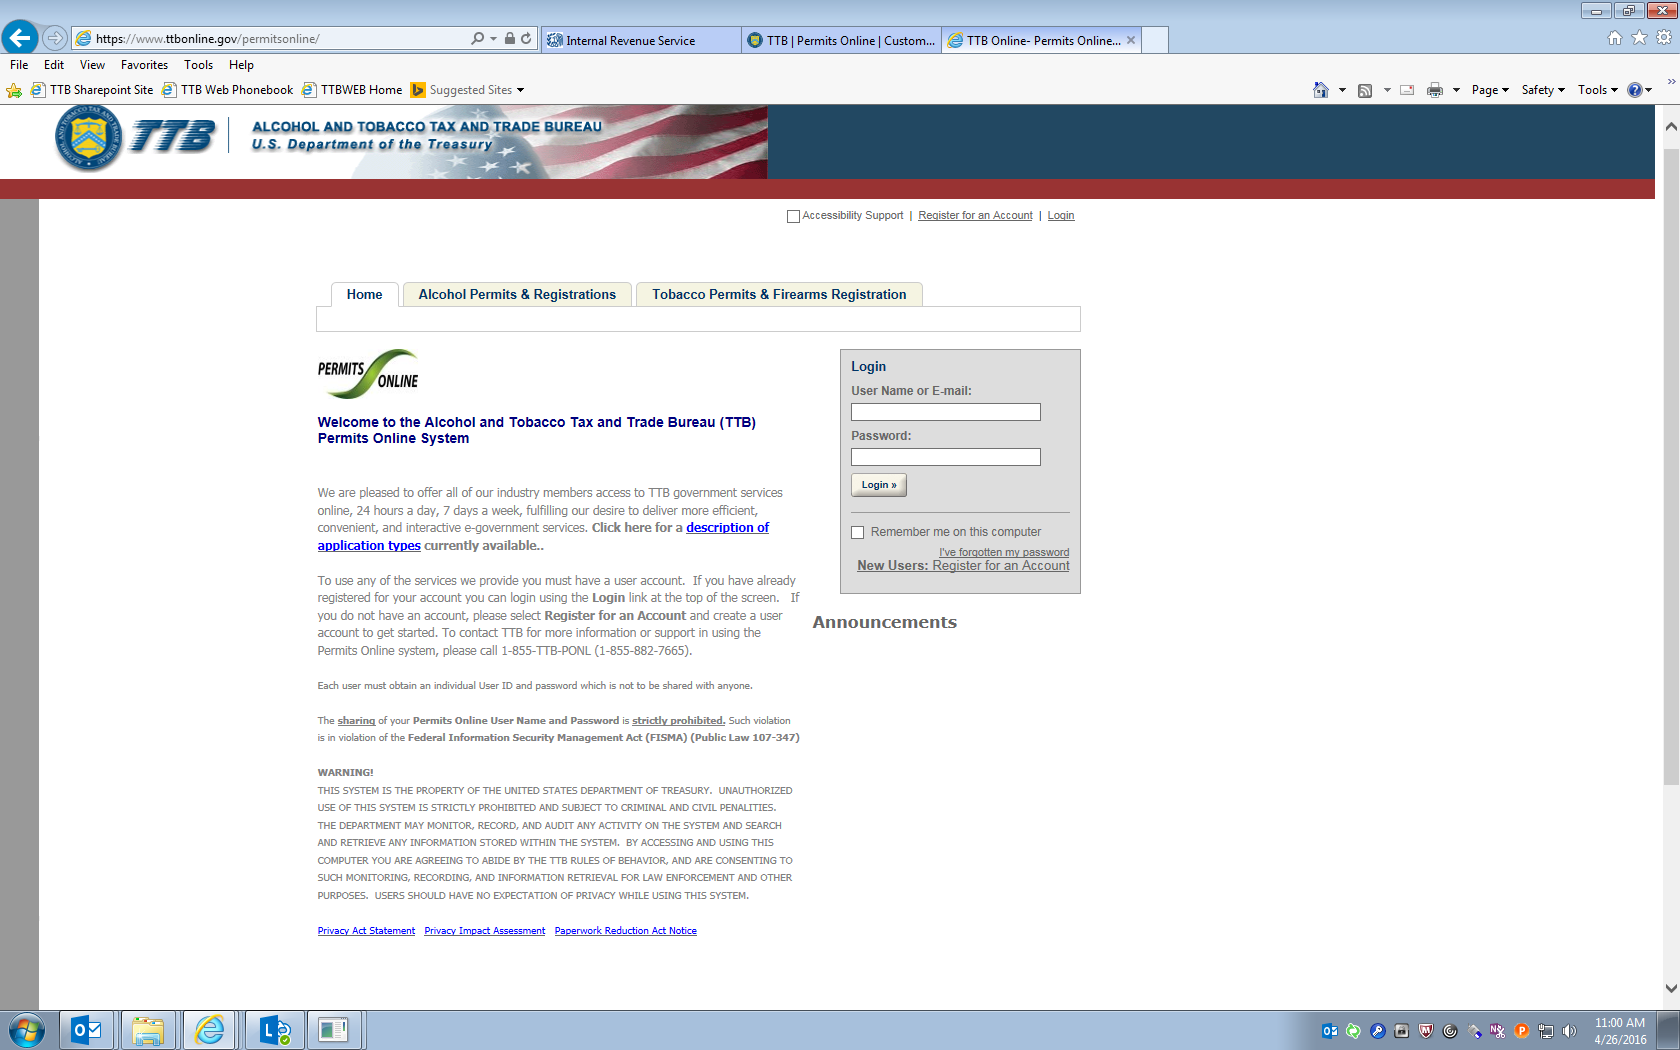 https://www.ttbonline.gov/permitsonline/
Internal Revenue Service
TTB | Permits Online | Custom...
TTB Online- Permits Online...
File Edit View Favorites Tools Help
TTB Sharepoint Site TTB Web Phonebook TTBWEB Home Suggested Sites
Page Safety Tools
TTB
ALCOHOL AND TOBACCO TAX AND TRADE BUREAU
U.S. Department of the Treasury
Accessibility Support | Register for an Account | Login
Home Alcohol Permits & Registrations Tobacco Permits & Firearms Registration
PERMITS ONLINE
Welcome to the Alcohol and Tobacco Tax and Trade Bureau (TTB)
Permits Online System
We are pleased to offer all of our industry members access to TTB government services
online, 24 hours a day, 7 days a week, fulfilling our desire to deliver more efficient,
convenient, and interactive e-government services. Click here for a description of
application types currently available..
To use any of the services we provide you must have a user account. If you have already
registered for your account you can login using the Login link at the top of the screen. If
you do not have an account, please select Register for an Account and create a user
account to get started. To contact TTB for more information or support in using the
Permits Online system, please call 1-855-TTB-PONL (1-855-882-7665).
Each user must obtain an individual User ID and password which is not to be shared with anyone.
The sharing of your Permits Online User Name and Password is strictly prohibited. Such violation
is in violation of the Federal Information Security Management Act (FISMA) (Public Law 107-347)
WARNING!
THIS SYSTEM IS THE PROPERTY OF THE UNITED STATES DEPARTMENT OF TREASURY. UNAUTHORIZED
USE OF THIS SYSTEM IS STRICTLY PROHIBITED AND SUBJECT TO CRIMINAL AND CIVIL PENALITIES.
THE DEPARTMENT MAY MONITOR, RECORD, AND AUDIT ANY ACTIVITY ON THE SYSTEM AND SEARCH
AND RETRIEVE ANY INFORMATION STORED WITHIN THE SYSTEM. BY ACCESSING AND USING THIS
COMPUTER YOU ARE AGREEING TO ABIDE BY THE TTB RULES OF BEHAVIOR, AND ARE CONSENTING TO
SUCH MONITORING, RECORDING, AND INFORMATION RETRIEVAL FOR LAW ENFORCEMENT AND OTHER
PURPOSES. USERS SHOULD HAVE NO EXPECTATION OF PRIVACY WHILE USING THIS SYSTEM.
Privacy Act Statement Privacy Impact Assessment Paperwork Reduction Act Notice
Login
User Name or E-mail:
Password:
Login »
Remember me on this computer
I've forgotten my password
New Users: Register for an Account
Announcements
11:00 AM
4/26/2016